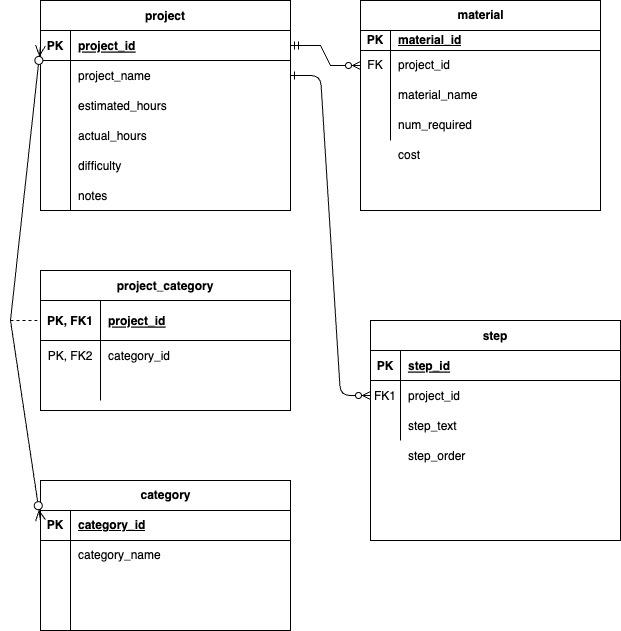 project
PK project_id
project_name
estimated_hours
actual_hours
difficulty
notes
material
PK material_id
FK project_id
material_name
num_required
cost
project_category
PK, FK1 project_id
PK, FK2 category_id
step
PK step_id
FK1 project_id
step_text
step_order
category
PK category_id
category_name